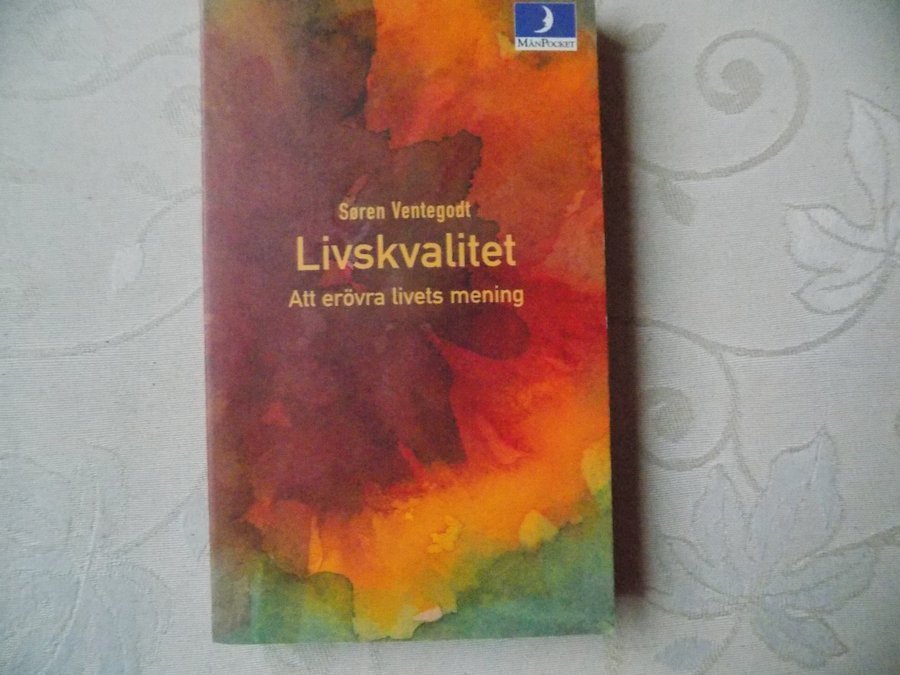 MånPocket
Søren Ventegodt
Livskvalitet
Att erövra livets mening